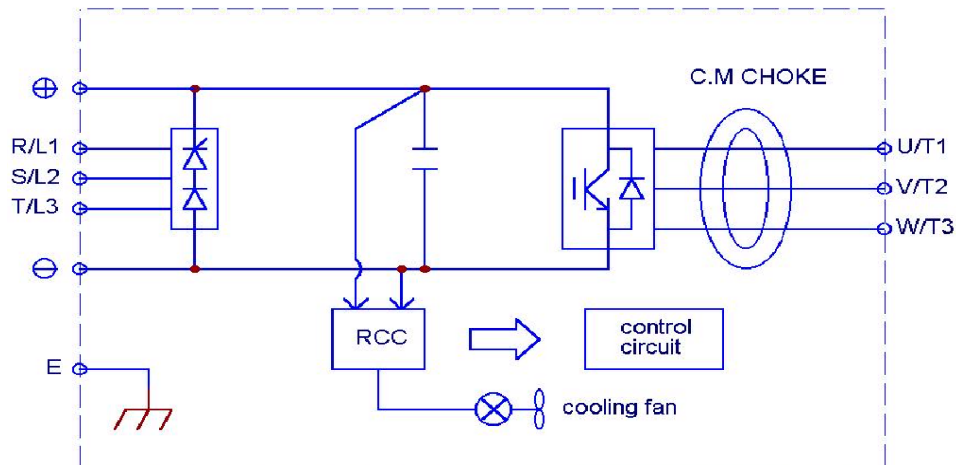 C.M CHOKE
⊕
R/L1
S/L2
T/L3
⊖
U/T1
V/T2
W/T3
RCC
control
circuit
E
cooling fan